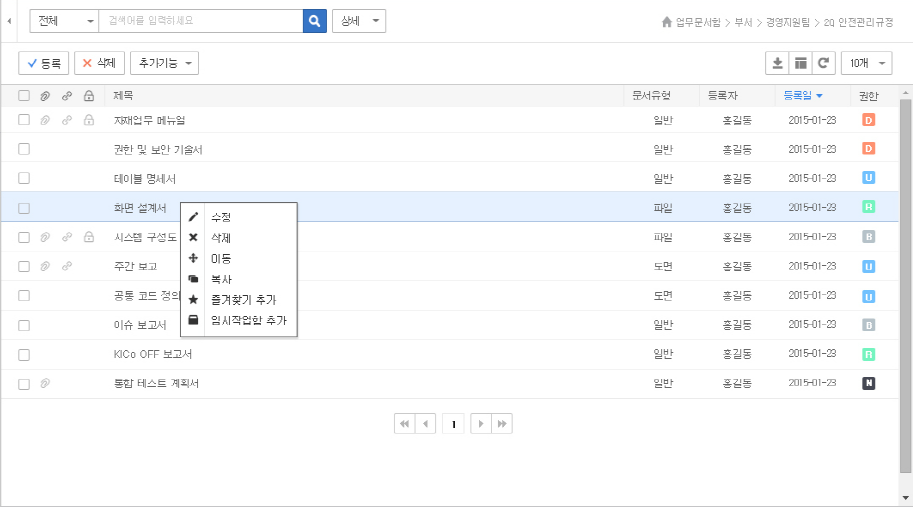 전체 검색어를 입력하세요 상세 업무문서함 > 부서 > 경영지원팀 > 2Q 안전관리규정
등록 삭제 추가기능 10개
제목 문서유형 등록자 등록일 권한
자재업무 메뉴얼 일반 홍길동 2015-01-23 D
권한 및 보안 기술서 일반 홍길동 2015-01-23 D
테이블 명세서 일반 홍길동 2015-01-23 U
화면 설계서 파일 홍길동 2015-01-23 R
시스템 구성도 파일 홍길동 2015-01-23 B
주간 보고 도면 홍길동 2015-01-23 U
공통 코드 정의 도면 홍길동 2015-01-23 U
이슈 보고서 일반 홍길동 2015-01-23 B
KICo OFF 보고서 일반 홍길동 2015-01-23 R
통합 테스트 계획서 일반 홍길동 2015-01-23 N
수정
삭제
이동
복사
즐겨찾기 추가
임시작업함 추가
1